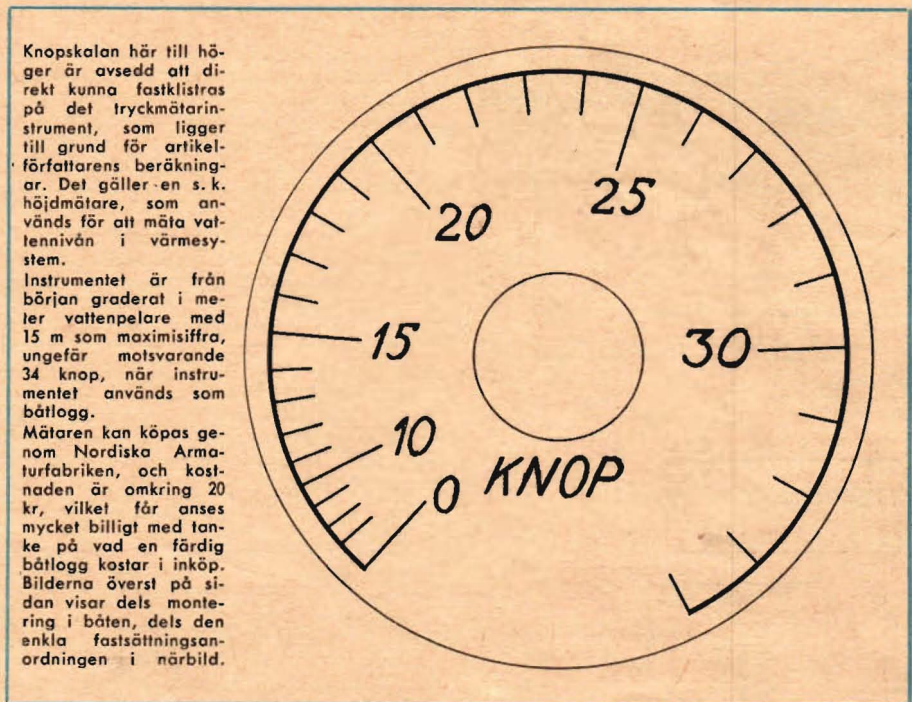 Knopskalan här till hö-
ger är avsedd att di-
rekt kunna fastklistras
på det tryckmätarin-
strument, som ligger
till grund för artikel-
författarens beräkning-
ar. Det gäller en s. k.
höjdmätare, som an-
vänds för att mäta vat-
tennivån i värmesy-
stem.
Instrumentet är från
början graderat i me-
ter vattenpelare med
15 m som maximisiffra,
ungefär motsvarande
34 knop, när instru-
mentet används som
båtlogg.
Mätaren kan köpas ge-
nom Nordiska Arma-
turfabriken, och kost-
naden är omkring 20
kr, vilket får anses
mycket billigt med tan-
ke på vad en färdig
båtlogg kostar i inköp.
Bilderna överst på si-
dan visar dels monte-
ring i båten, dels den
enkla fastsättningsan-
ordningen i närbild.
0
10
15
20
25
30
KNOP